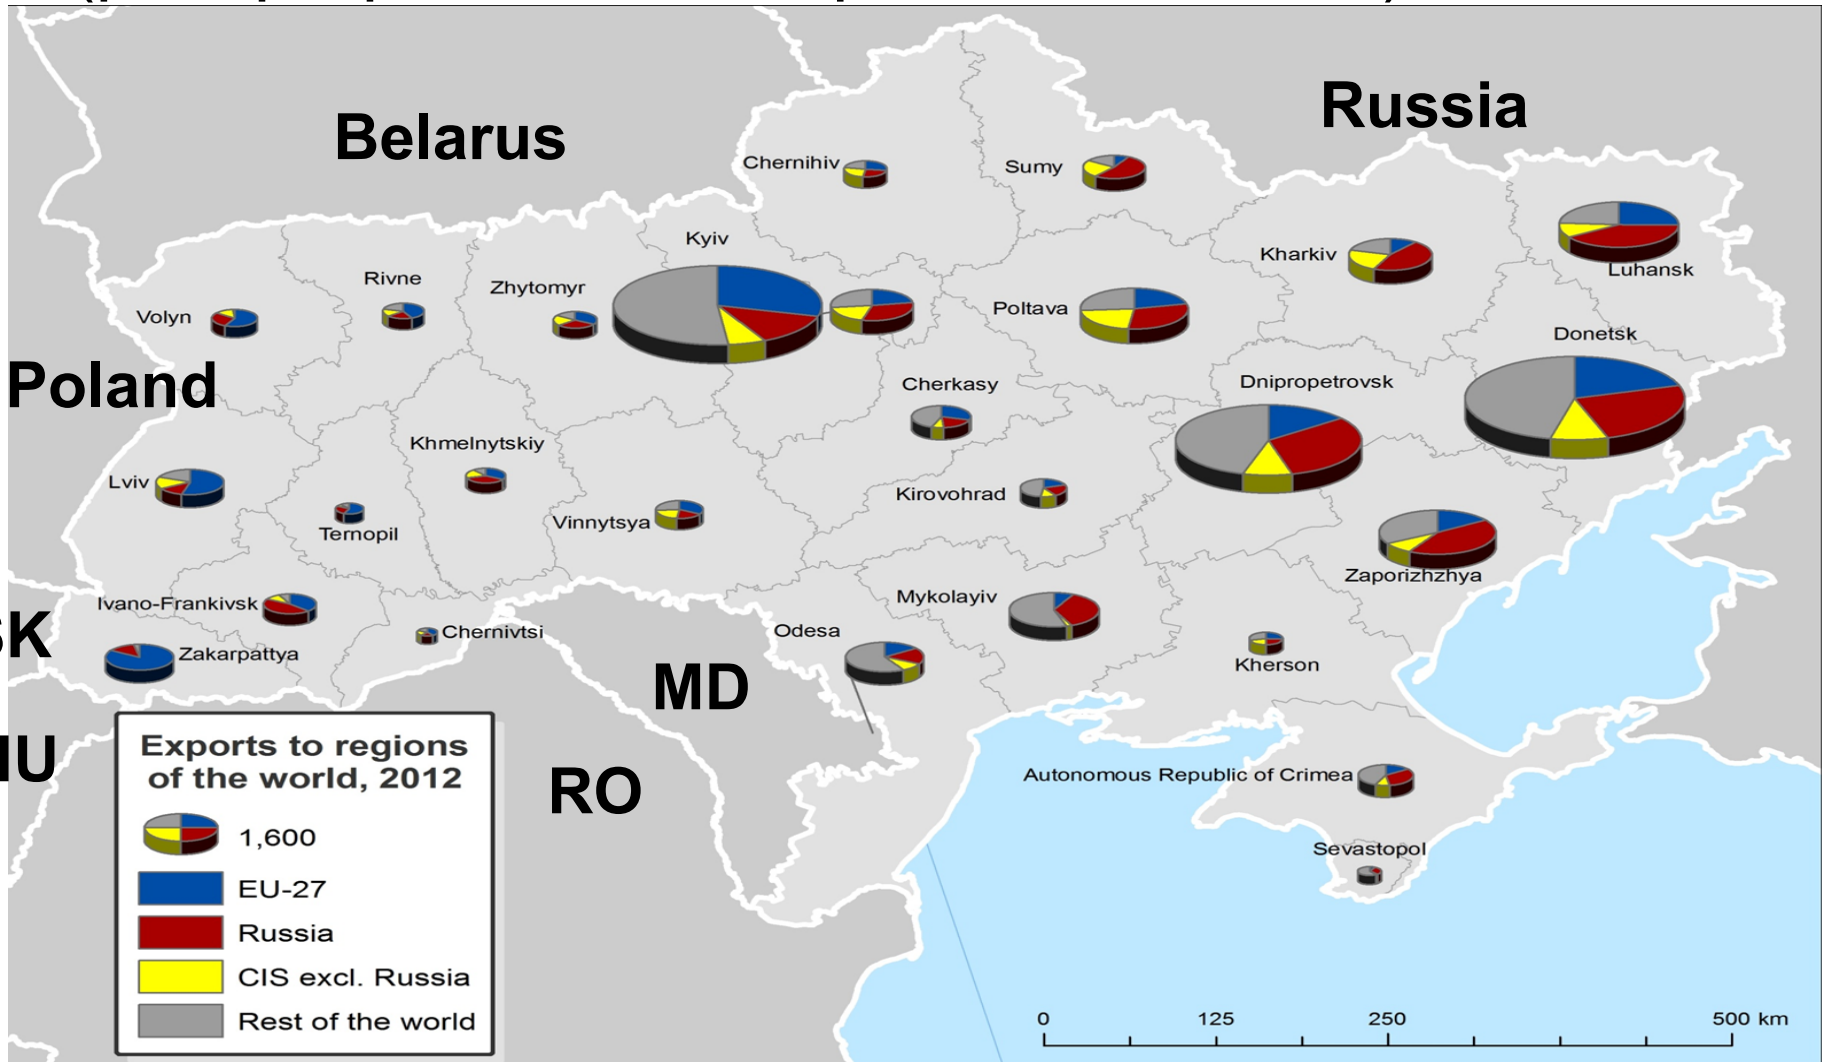 Belarus
Russia
Chernihiv
Sumy
Kyiv
Kharkiv
Luhansk
Rivne
Zhytomyr
Volyn
Poltava
Donetsk
Poland
Cherkasy
Dnipropetrovsk
Khmelnytskiy
Lviv
Kirovohrad
Vinnytsya
Ternopil
Zaporizhzhya
Ivano-Frankivsk
Mykolayiv
Chernivtsi
Odesa
SK
Zakarpattya
Kherson
MD
Exports to regions
of the world, 2012
RO
Autonomous Republic of Crimea
1,600
Sevastopol
EU-27
Russia
CIS excl. Russia
Rest of the world
0 125 250 500 km